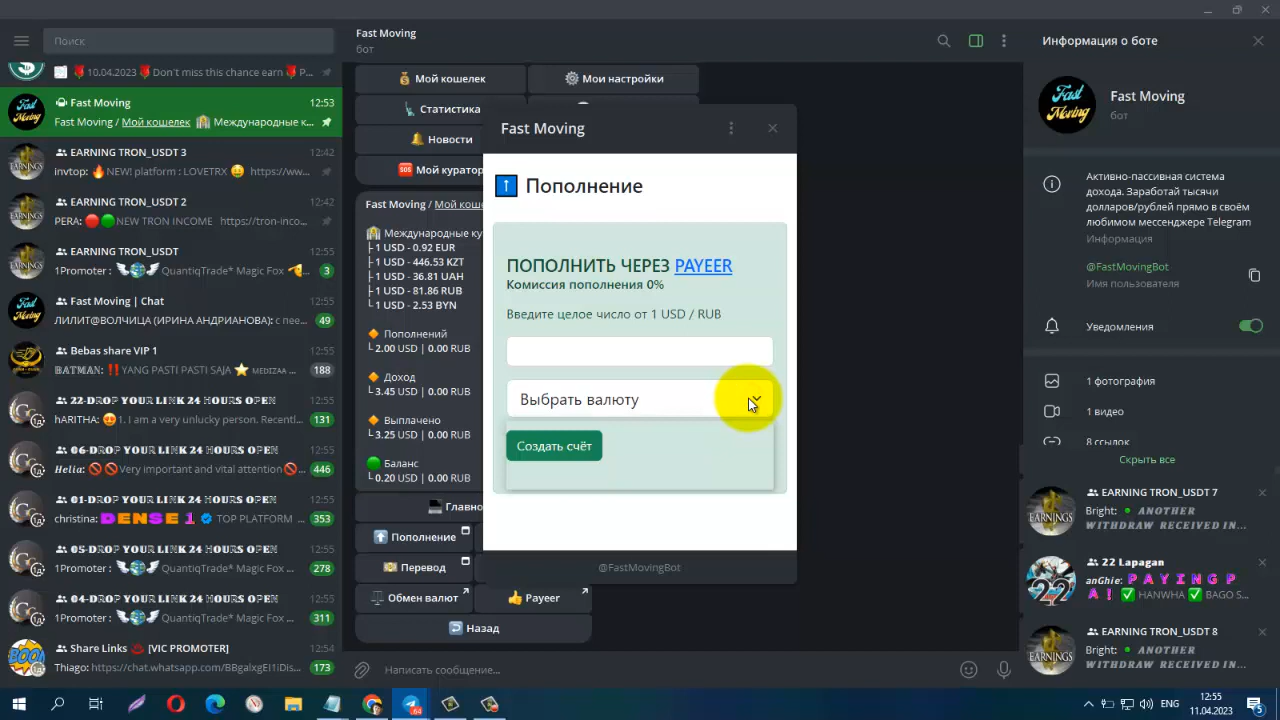 Поиск
10.04.2023 Don't miss this chance earn P...
Fast Moving 12:53
Fast Moving / Мой кошелек Международные к...
EARNING TRON_USDT 3 12:42
invtop: NEW! platform : LOVETRX https://ww...
EARNING TRON_USDT 2 12:42
PERA: NEW TRON INCOME https://tron-inco...
EARNING TRON_USDT 12:55
1Promoter : QuantiqTrade* Magic Fox ... 3
Fast Moving | Chat 12:55
ЛИЛИТ@ВОЛЧИЦА (ИРИНА АНДРИАНОВА): с пее... 49
Bebas share VIP 1 12:55
BATMAN: YANG PASTI PASTI SAJA MEDIZAA ... 188
22-DROP YOUR LINK 24 HOURS OPEN 12:55
hARITHA: 1. I am a very unlucky person. Recentl... 131
06-DROP YOUR LINK 24 HOURS OPEN 12:55
Helia: Very important and vital attention ... 446
01-DROP YOUR LINK 24 HOURS OPEN 12:55
christina: DENSE 1 TOP PLATFORM ... 353
05-DROP YOUR LINK 24 HOURS OPEN 12:55
1Promoter : QuantiqTrade* Magic Fox ... 278
04-DROP YOUR LINK 24 HOURS OPEN 12:55
1Promoter : QuantiqTrade* Magic Fox ... 311
Share Links [VIC PROMOTER] 12:54
Thiago: https://chat.whatsapp.com/BBgalxgEI1iDis... 173
Fast Moving
бот
Мой кошелек Мои настройки
Статистика
Новости
Мой куратор
Fast Moving / Мой коше
Международные ку
1 USD - 0.92 EUR
1 USD - 446.53 KZT
1 USD - 36.81 UAH
1 USD - 81.86 RUB
1 USD - 2.53 BYN
Пополнений
2.00 USD | 0.00 RUB
Доход
3.45 USD | 0.00 RUB
Выплачено
3.25 USD | 0.00 RUB
Баланс
0.20 USD | 0.00 RUB
Главно
Пополнение
Перевод
Обмен валют Payeer
Назад
Написать сообщение...
Fast Moving
Пополнение
ПОПОЛНИТЬ ЧЕРЕЗ PAYEER
Комиссия пополнения 0%
Введите целое число от 1 USD / RUB
Выбрать валюту
Создать счёт
@FastMovingBot
Информация о боте
Fast Moving
бот
Активно-пассивная система
дохода. Заработай тысячи
долларов/рублей прямо в своём
любимом мессенджере Telegram
Информация
@FastMovingBot
Имя пользователя
Уведомления
1 фотография
1 видео
8 ссылок
Скрыть все
EARNING TRON_USDT 7
Bright: ANOTHER
WITHDRAW RECEIVED IN...
22 Lapagan
anGhie: PAYING P
A! HANWHA BAGO S...
EARNING TRON_USDT 8
Bright: ANOTHER
WITHDRAW RECEIVED IN...
64
ENG
12:55
11.04.2023
5